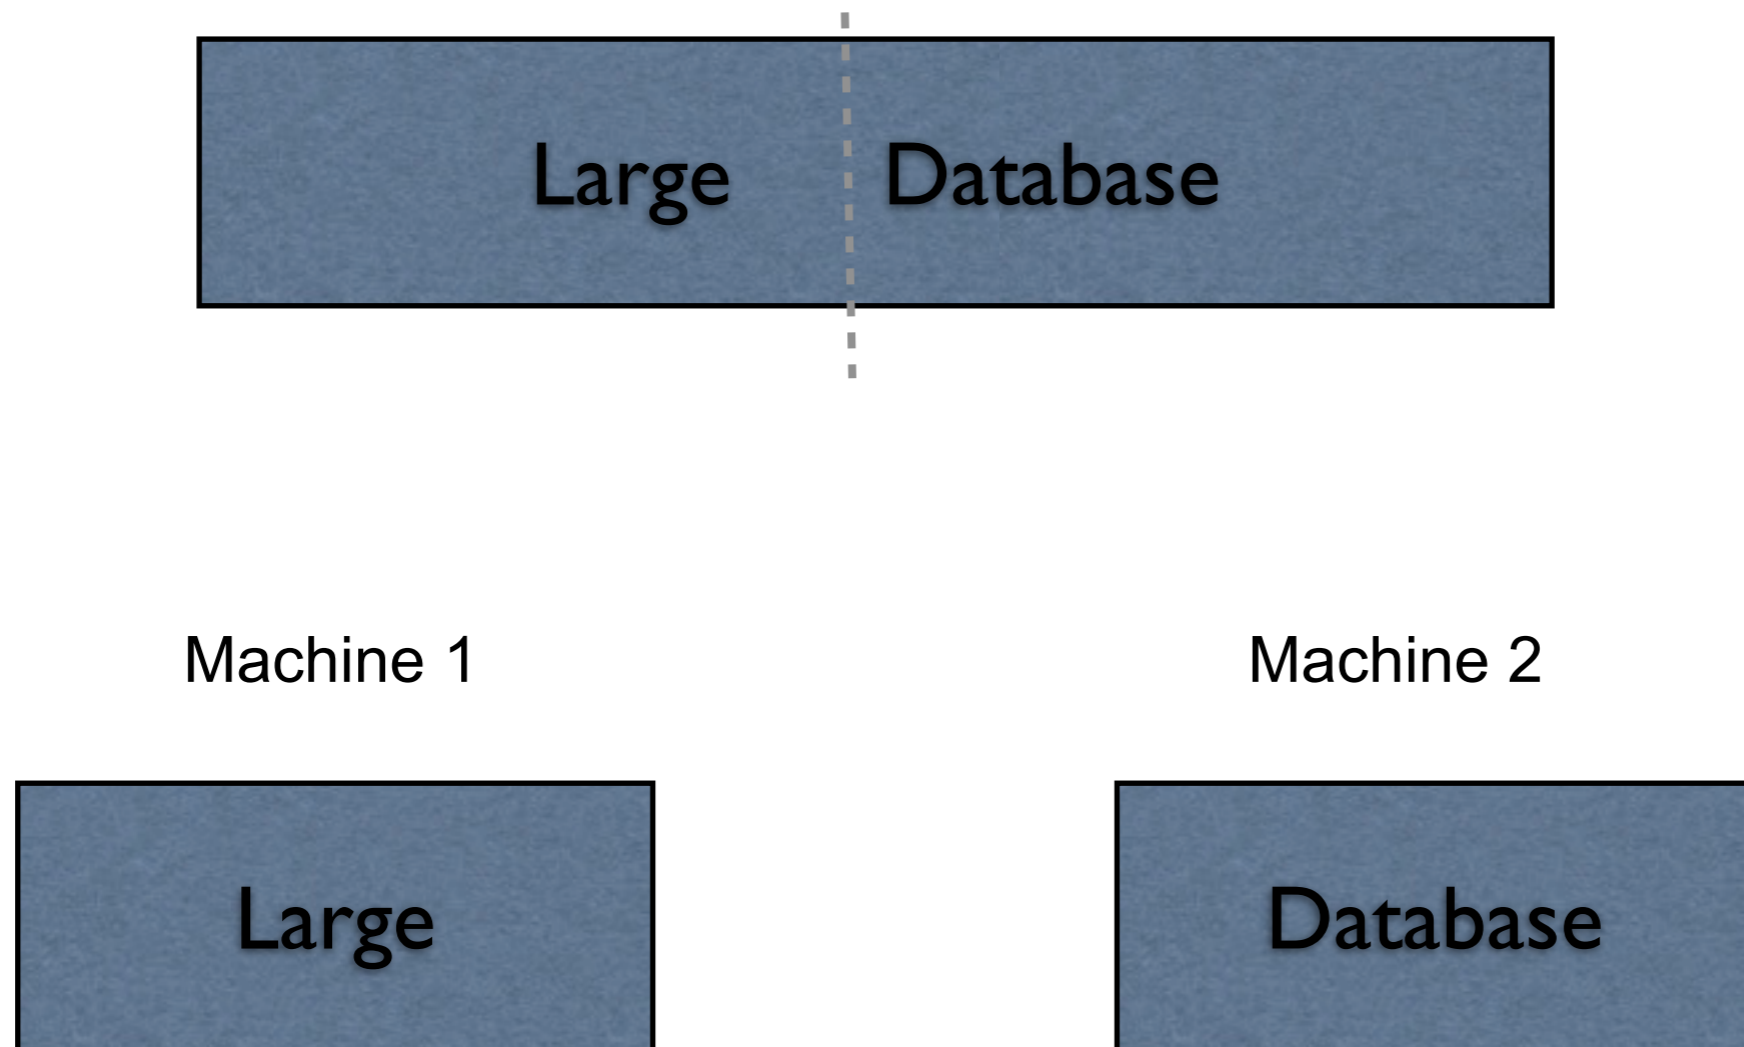 Large Database
Machine 1
Machine 2
Large
Database